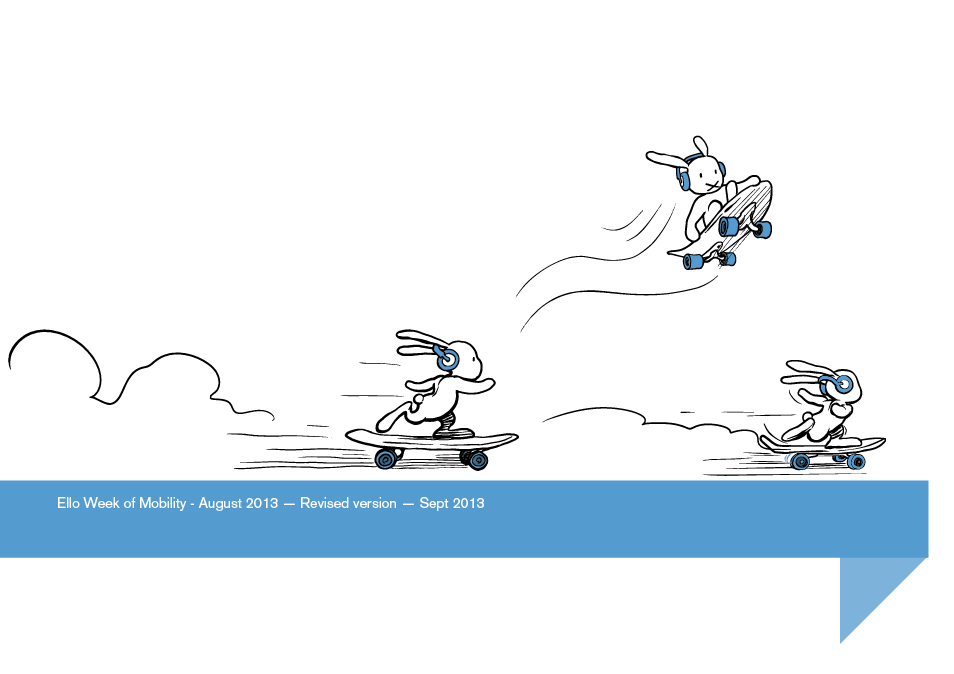 Ello Week of Mobility - August 2013 — Revised version — Sept 2013